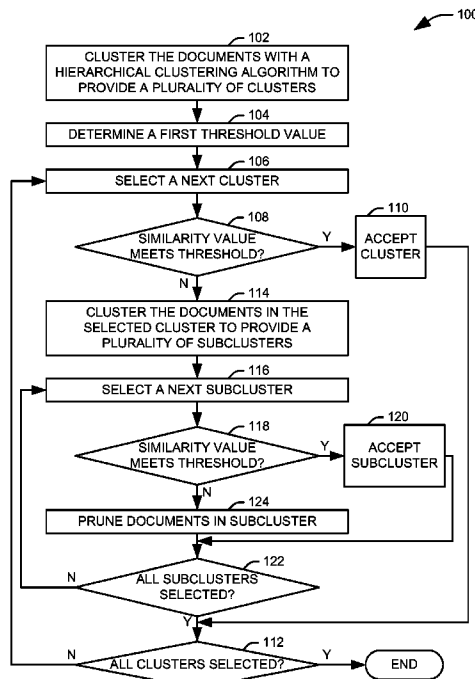 100
102
CLUSTER THE DOCUMENTS WITH A
HIERARCHICAL CLUSTERING ALGORITHM TO
PROVIDE A PLURALITY OF CLUSTERS
104
DETERMINE A FIRST THRESHOLD VALUE
106
SELECT A NEXT CLUSTER
108
SIMILARITY VALUE
MEETS THRESHOLD?
Y
N
110
ACCEPT
CLUSTER
114
CLUSTER THE DOCUMENTS IN THE
SELECTED CLUSTER TO PROVIDE A
PLURALITY OF SUBCLUSTERS
116
SELECT A NEXT SUBCLUSTER
118
SIMILARITY VALUE
MEETS THRESHOLD?
Y
N
120
ACCEPT
SUBCLUSTER
124
PRUNE DOCUMENTS IN SUBCLUSTER
122
N
ALL SUBCLUSTERS
SELECTED?
Y
112
N
ALL CLUSTERS SELECTED?
Y
END